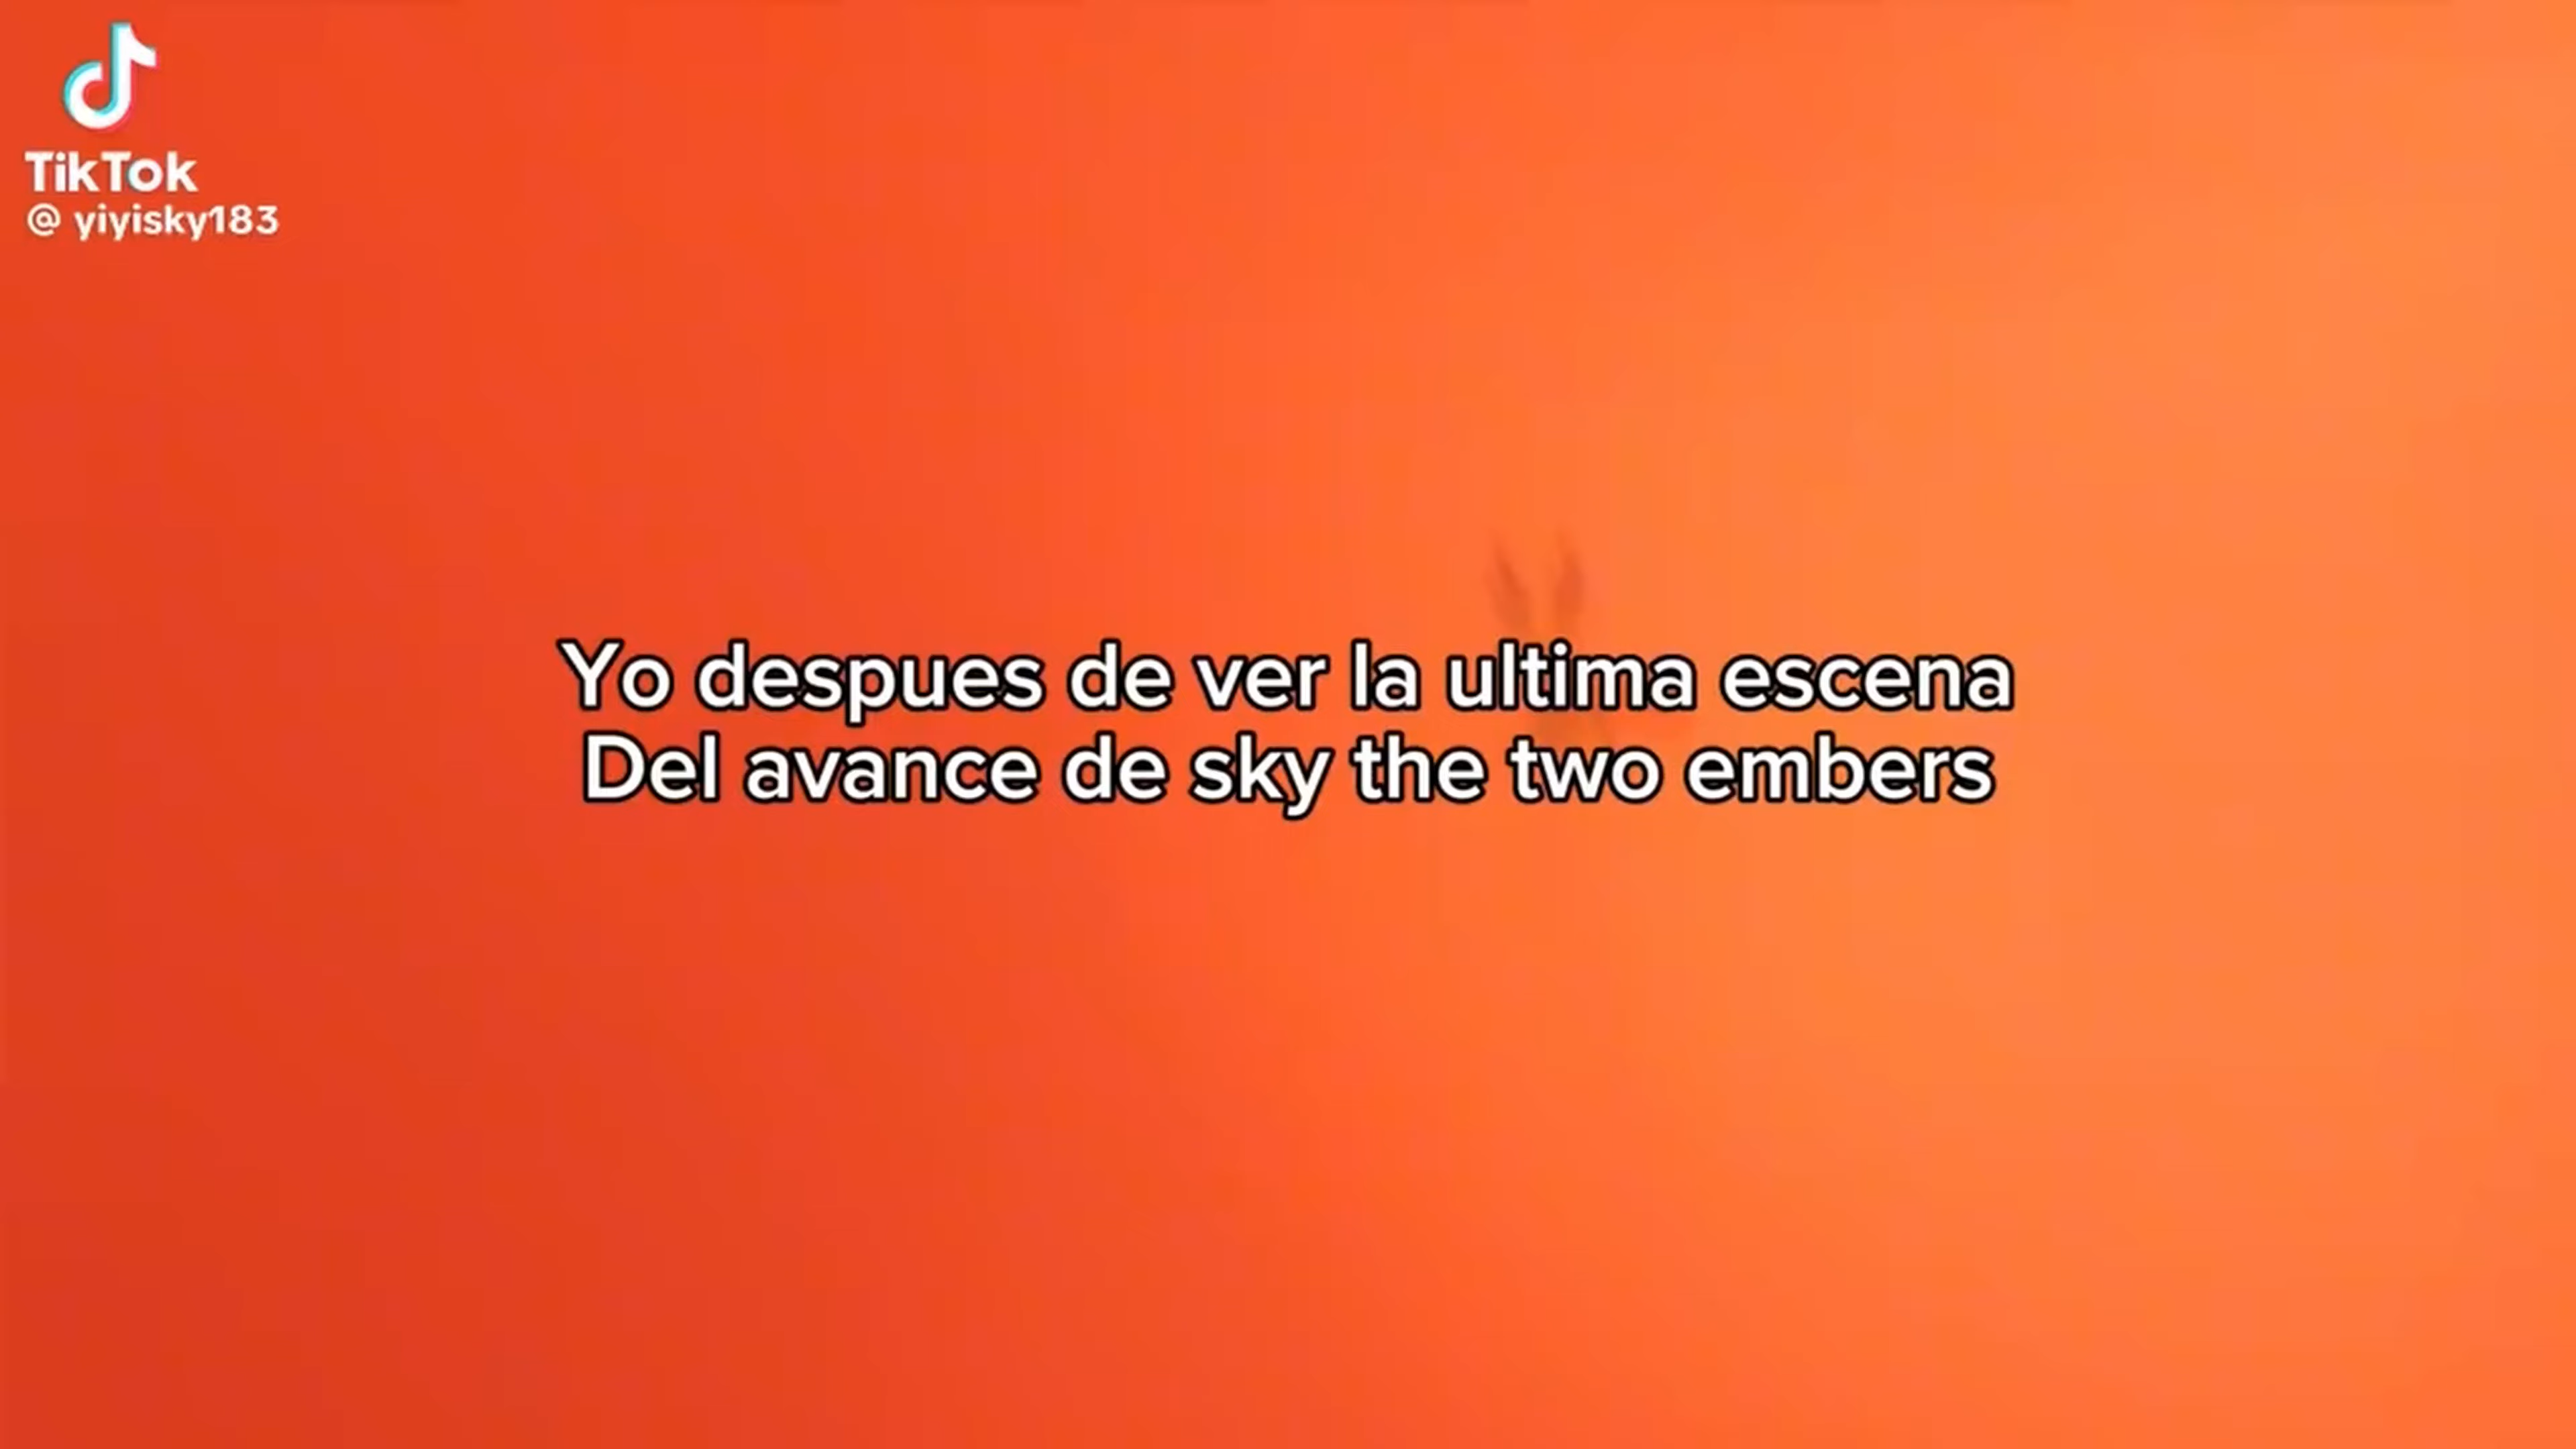 TikTok
@ yiyisky183
Yo despues de ver la ultima escena
Del avance de sky the two embers